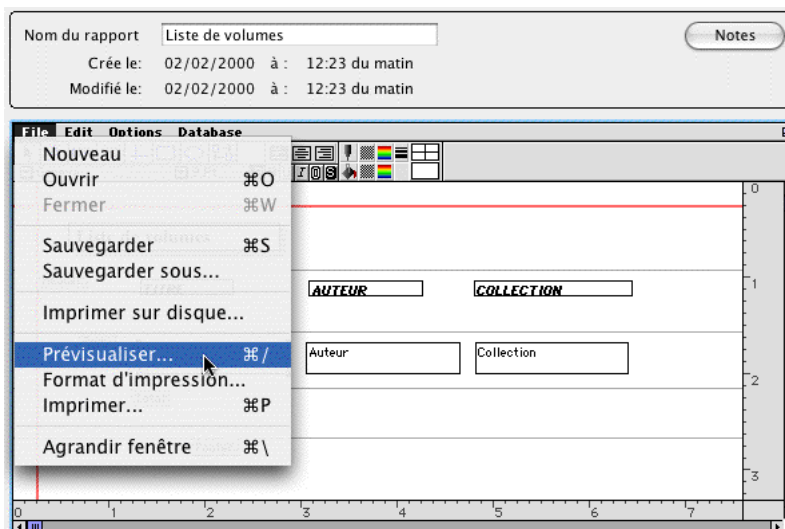 Nom du rapport Liste de volumes Notes
Crée le: 02/02/2000 à : 12:23 du matin
Modifié le: 02/02/2000 à : 12:23 du matin
File Edit Options Database
Nouveau
Ouvrir ⌘O
Fermer ⌘W
Sauvegarder ⌘S
Sauvegarder sous...
Imprimer sur disque...
Prévisualiser... ⌘/
Format d'impression...
Imprimer... ⌘P
Agrandir fenêtre ⌘\
I O S
AUTEUR COLLECTION
Auteur Collection
0
1
2
3
0 1 2 3 4 5 6 7